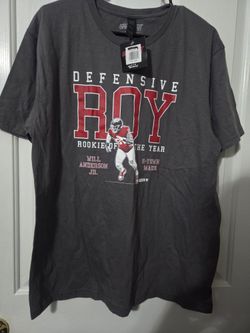 DEFENSIVE
ROY
ROOKIE OF THE YEAR
WILL
ANDERSON
JR.
H-TOWN
MADE